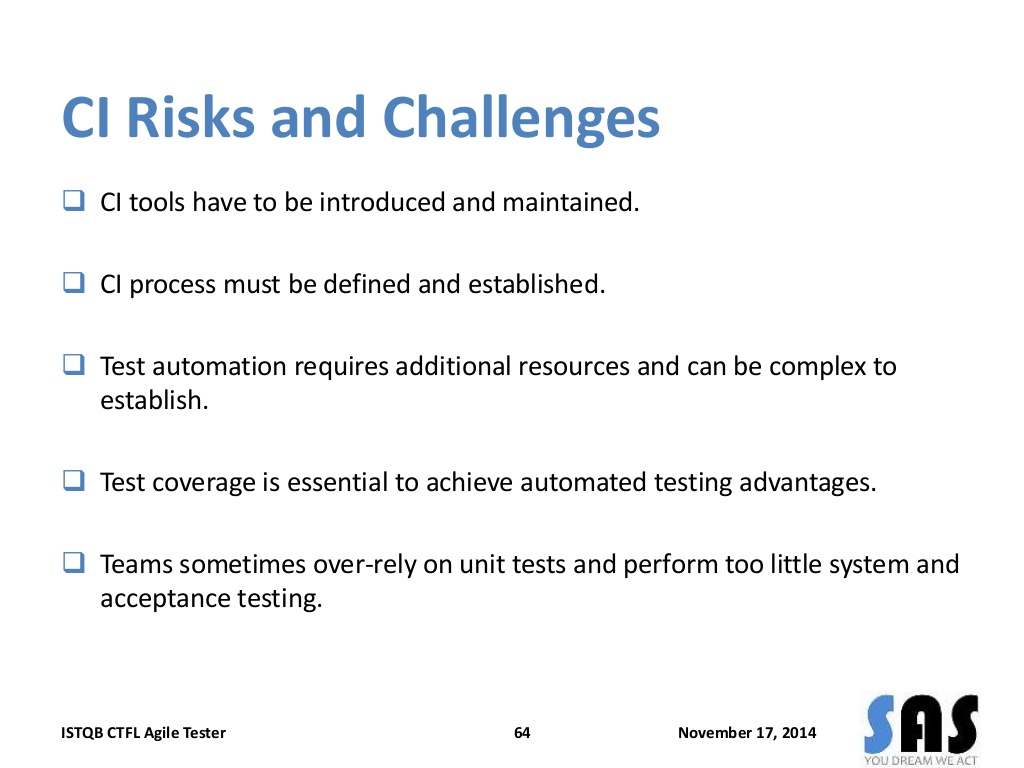 CI Risks and Challenges
CI tools have to be introduced and maintained.
CI process must be defined and established.
Test automation requires additional resources and can be complex to
establish.
Test coverage is essential to achieve automated testing advantages.
Teams sometimes over-rely on unit tests and perform too little system and
acceptance testing.
ISTQB CTFL Agile Tester
64
November 17, 2014
SAS
YOU DREAM WE ACT